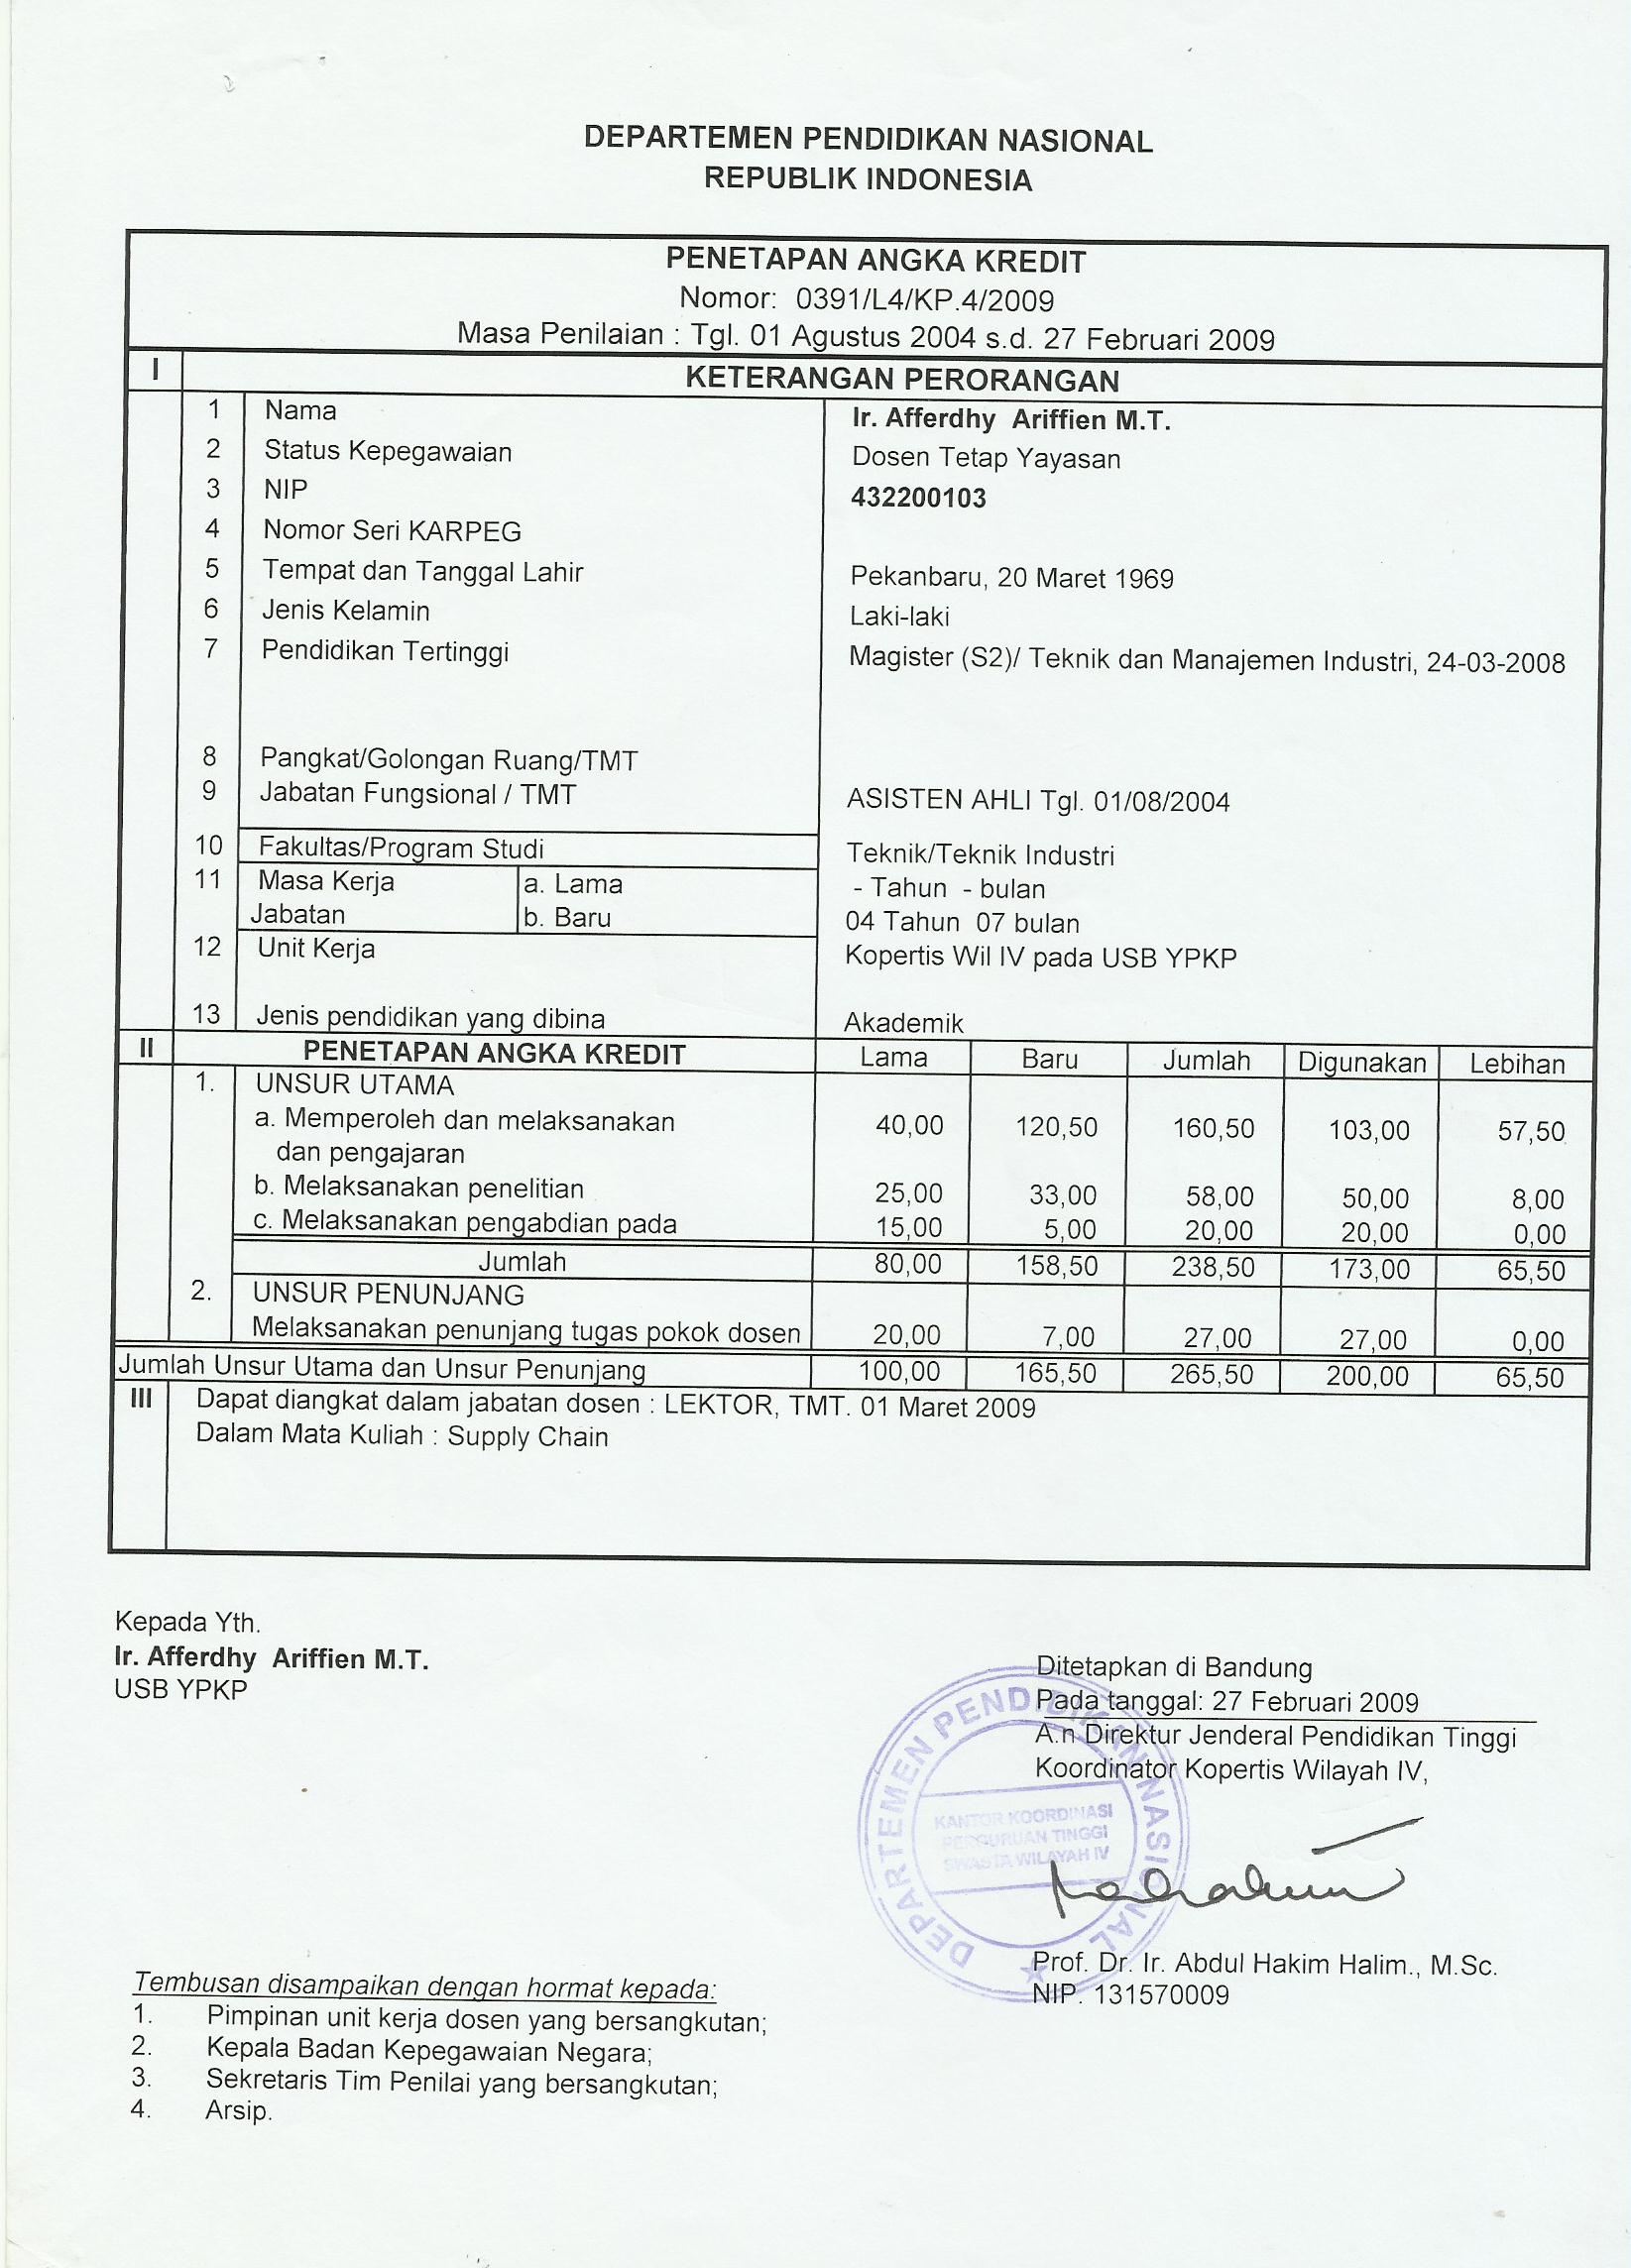 DEPARTEMEN PENDIDIKAN NASIONAL
REPUBLIK INDONESIA
PENETAPAN ANGKA KREDIT
Nomor: 0391/L4/KP.4/2009
Masa Penilaian : Tgl. 01 Agustus 2004 s.d. 27 Februari 2009
I KETERANGAN PERORANGAN
1 Nama Ir. Afferdhy Ariffien M.T.
2 Status Kepegawaian Dosen Tetap Yayasan
3 NIP 432200103
4 Nomor Seri KARPEG
5 Tempat dan Tanggal Lahir Pekanbaru, 20 Maret 1969
6 Jenis Kelamin Laki-laki
7 Pendidikan Tertinggi Magister (S2)/ Teknik dan Manajemen Industri, 24-03-2008
8 Pangkat/Golongan Ruang/TMT
9 Jabatan Fungsional / TMT ASISTEN AHLI Tgl. 01/08/2004
10 Fakultas/Program Studi Teknik/Teknik Industri
11 Masa Kerja a. Lama - Tahun - bulan
Jabatan b. Baru 04 Tahun 07 bulan
12 Unit Kerja Kopertis Wil IV pada USB YPKP
13 Jenis pendidikan yang dibina Akademik
II PENETAPAN ANGKA KREDIT Lama Baru Jumlah Digunakan Lebihan
1. UNSUR UTAMA
a. Memperoleh dan melaksanakan 40,00 120,50 160,50 103,00 57,50
dan pengajaran
b. Melaksanakan penelitian 25,00 33,00 58,00 50,00 8,00
c. Melaksanakan pengabdian pada 15,00 5,00 20,00 20,00 0,00
Jumlah 80,00 158,50 238,50 173,00 65,50
2. UNSUR PENUNJANG
Melaksanakan penunjang tugas pokok dosen 20,00 7,00 27,00 27,00 0,00
Jumlah Unsur Utama dan Unsur Penunjang 100,00 165,50 265,50 200,00 65,50
III Dapat diangkat dalam jabatan dosen : LEKTOR, TMT. 01 Maret 2009
Dalam Mata Kuliah : Supply Chain
Kepada Yth.
Ir. Afferdhy Ariffien M.T.
USB YPKP
Ditetapkan di Bandung
Pada tanggal: 27 Februari 2009
A.n Direktur Jenderal Pendidikan Tinggi
Koordinator Kopertis Wilayah IV,
DEPARTEMEN PENDIDIKAN NASIONAL
KANTOR KOORDINASI
PERGURUAN TINGGI
SWASTA WILAYAH IV
Prof. Dr. Ir. Abdul Hakim Halim., M.Sc.
NIP. 131570009
Tembusan disampaikan dengan hormat kepada:
1. Pimpinan unit kerja dosen yang bersangkutan;
2. Kepala Badan Kepegawaian Negara;
3. Sekretaris Tim Penilai yang bersangkutan;
4. Arsip.